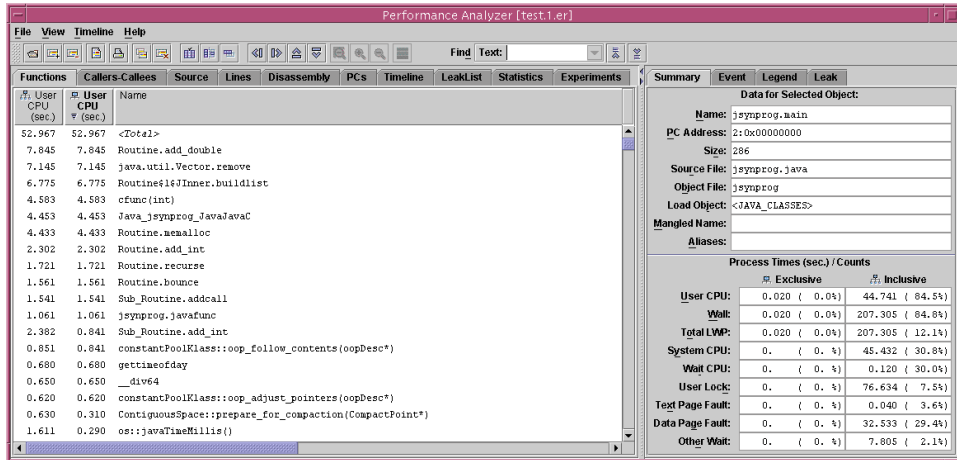 Performance Analyzer [test.1.er]
File View Timeline Help
Find Text:
Functions Callers-Callees Source Lines Disassembly PCs Timeline LeakList Statistics Experiments
User CPU (sec.) User CPU (sec.) Name
52.967 52.967 <Total>
7.845 7.845 Routine.add_double
7.145 7.145 java.util.Vector.remove
6.775 6.775 Routine$1$JInner.buildlist
4.583 4.583 cfunc(int)
4.453 4.453 Java_jsynprog_JavaJavaC
4.433 4.433 Routine.memalloc
2.302 2.302 Routine.add_int
1.721 1.721 Routine.recurse
1.561 1.561 Routine.bounce
1.541 1.541 Sub_Routine.addcall
1.061 1.061 jsynprog.javafunc
2.382 0.841 Sub_Routine.add_int
0.851 0.841 constantPoolKlass::oop_follow_contents(oopDesc*)
0.680 0.680 gettimeofday
0.650 0.650 __div64
0.620 0.620 constantPoolKlass::oop_adjust_pointers(oopDesc*)
0.630 0.310 ContiguousSpace::prepare_for_compaction(CompactPoint*)
1.611 0.290 os::javaTimeMillis()
Summary Event Legend Leak
Data for Selected Object:
Name: jsynprog.main
PC Address: 2:0x00000000
Size: 286
Source File: jsynprog.java
Object File: jsynprog
Load Object: <JAVA_CLASSES>
Mangled Name:
Aliases:
Process Times (sec.) / Counts
Exclusive Inclusive
User CPU: 0.020 ( 0.0%) 44.741 ( 84.5%)
Wall: 0.020 ( 0.0%) 207.305 ( 84.8%)
Total LWP: 0.020 ( 0.0%) 207.305 ( 12.1%)
System CPU: 0. ( 0. %) 45.432 ( 30.8%)
Wait CPU: 0. ( 0. %) 0.120 ( 30.0%)
User Lock: 0. ( 0. %) 76.634 ( 7.5%)
Text Page Fault: 0. ( 0. %) 0.040 ( 3.6%)
Data Page Fault: 0. ( 0. %) 32.533 ( 29.4%)
Other Wait: 0. ( 0. %) 7.805 ( 2.1%)